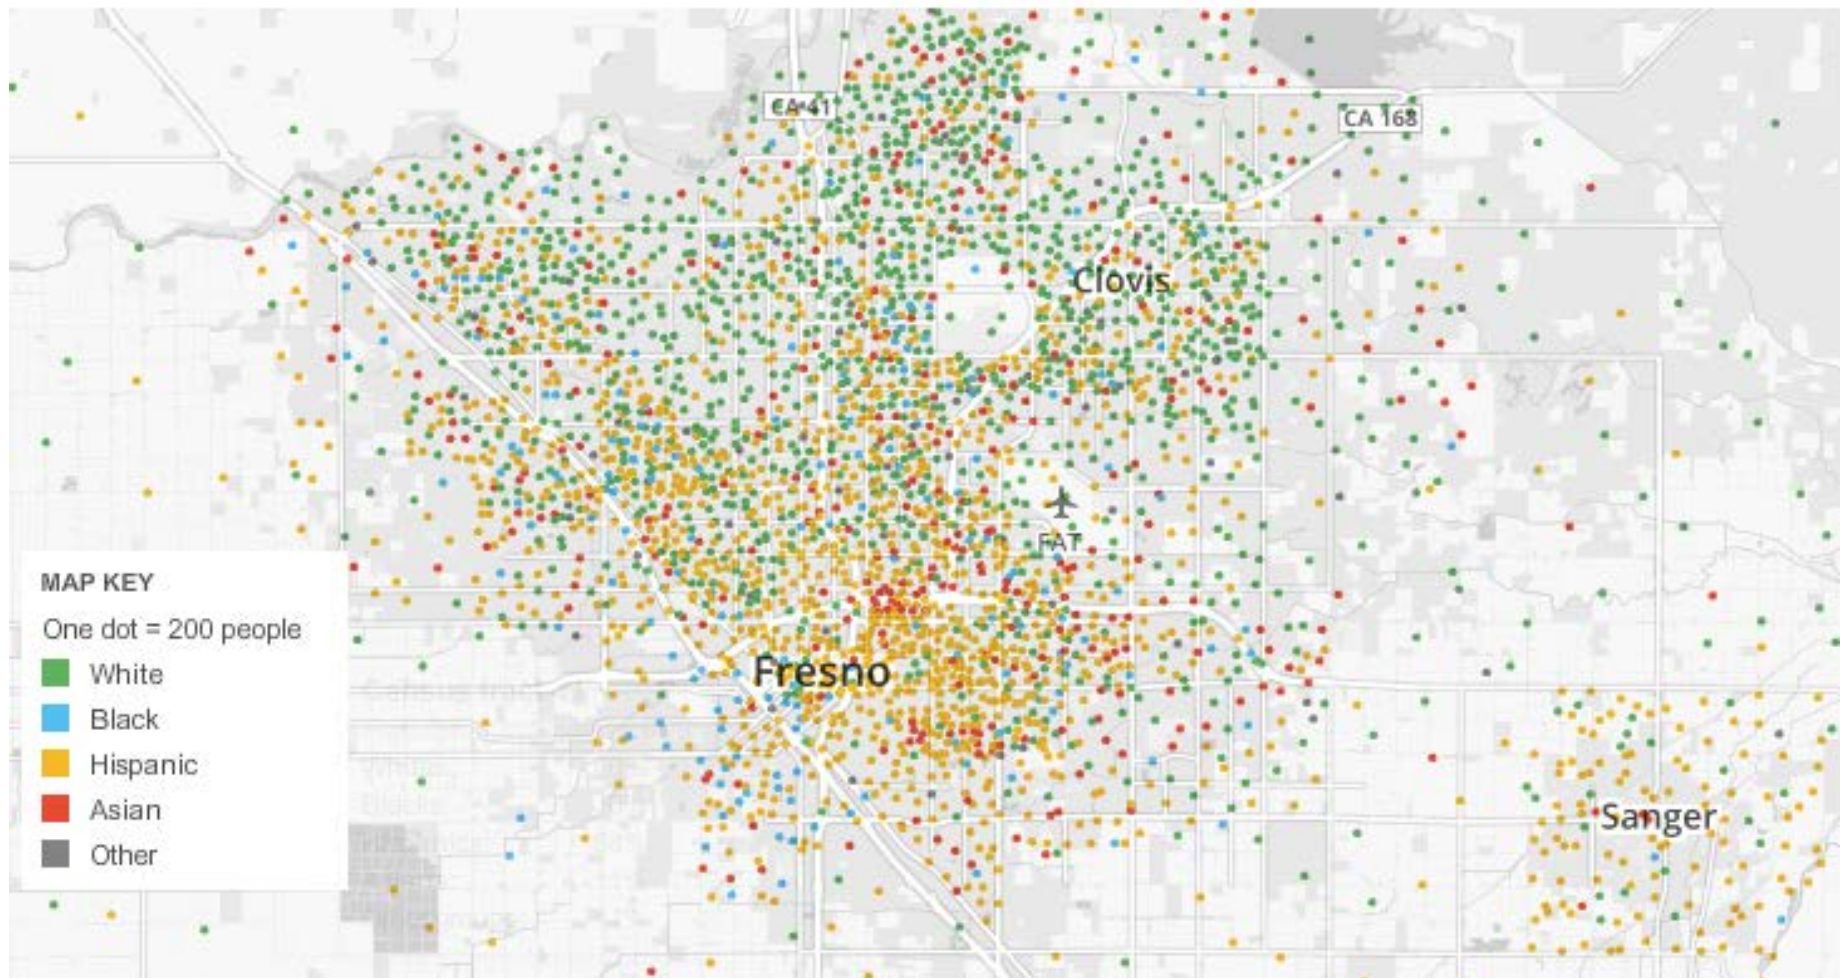 CA 41
CA 168
Clovis
FAT
Fresno
Sanger
MAP KEY
One dot = 200 people
White
Black
Hispanic
Asian
Other